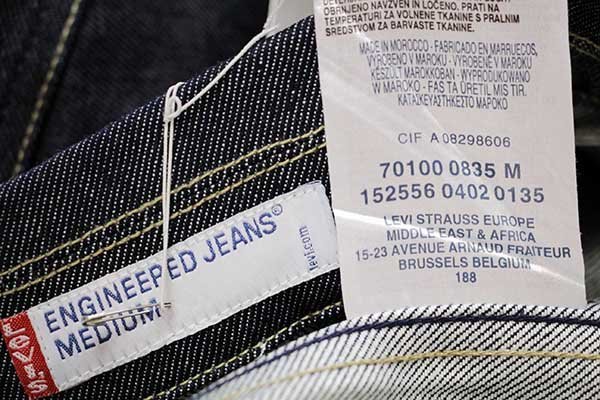 OBRNJENO NAVZVEN IN LOČENO. PRATI NA
TEMPERATURI ZA VOLNENE TKANINE S PRALNIM
SREDSTVOM ZA BARVASTE TKANINE.
MADE IN MOROCCO - FABRICADO EN MARRUECOS,
VYROBENO V MAROKU - IZDELANO V MAROKU
KÉSZÜLT MAROKKÓBAN - WYPRODUKOWANO
W MAROKO - FAS TA ÜRETİL MIS TIR.
ΚΑΤΑΣΚΕΥΑΣΤΗΚΕ ΣΤΟ ΜΑΡΟΚΟ
CIF A 08298606
70100 0835 M
152556 0402 0135
LEVI STRAUSS EUROPE
MIDDLE EAST & AFRICA
15-23 AVENUE ARNAUD FRAITEUR
BRUSSELS BELGIUM
188
ENGINEERED JEANS®
MEDIUM
levi.com
LEVI'S